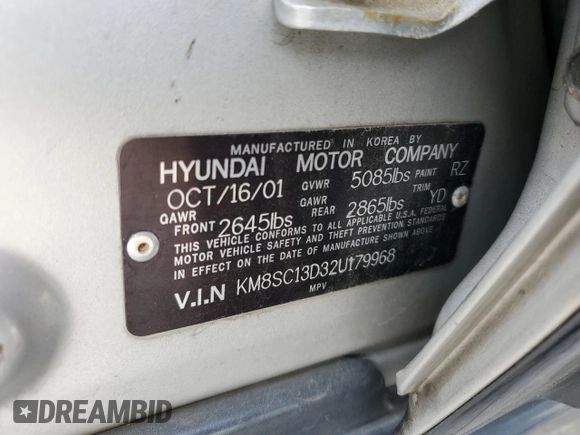 MANUFACTURED IN KOREA BY
HYUNDAI MOTOR COMPANY
OCT/16/01 GVWR 5085lbs PAINT RZ
GAWR FRONT 2645lbs GAWR REAR 2865lbs TRIM YD
THIS VEHICLE CONFORMS TO ALL APPLICABLE U.S.A. FEDERAL
MOTOR VEHICLE SAFETY AND THEFT PREVENTION STANDARDS
IN EFFECT ON THE DATE OF MANUFACTURE SHOWN ABOVE.
V.I.N KM8SC13D32U179968
MPV
DREAMBID